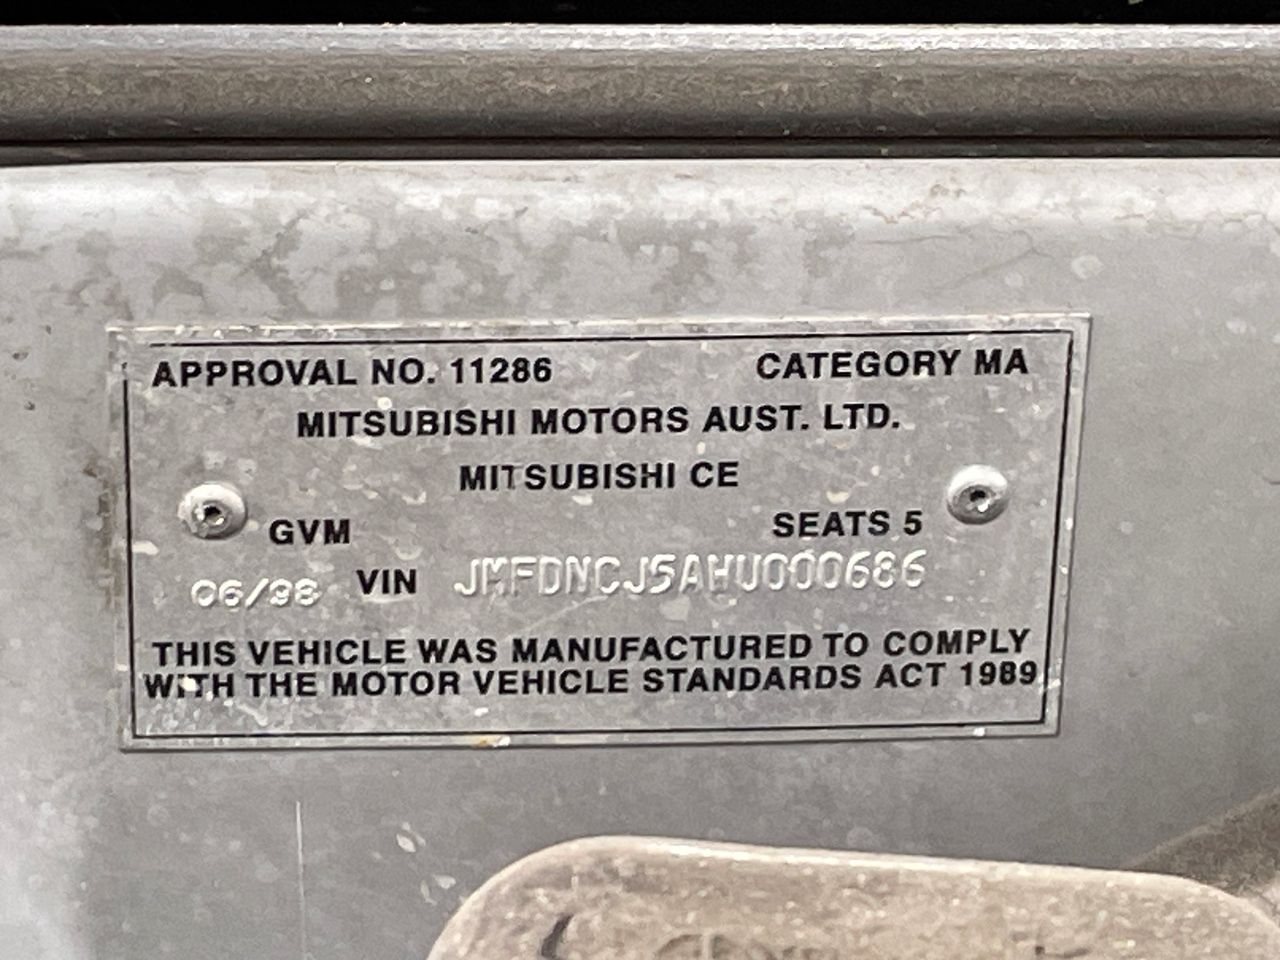 APPROVAL NO. 11286 CATEGORY MA
MITSUBISHI MOTORS AUST. LTD.
MITSUBISHI CE
GVM SEATS 5
06/98 VIN JMFDNCJ5AWU000686
THIS VEHICLE WAS MANUFACTURED TO COMPLY
WITH THE MOTOR VEHICLE STANDARDS ACT 1989